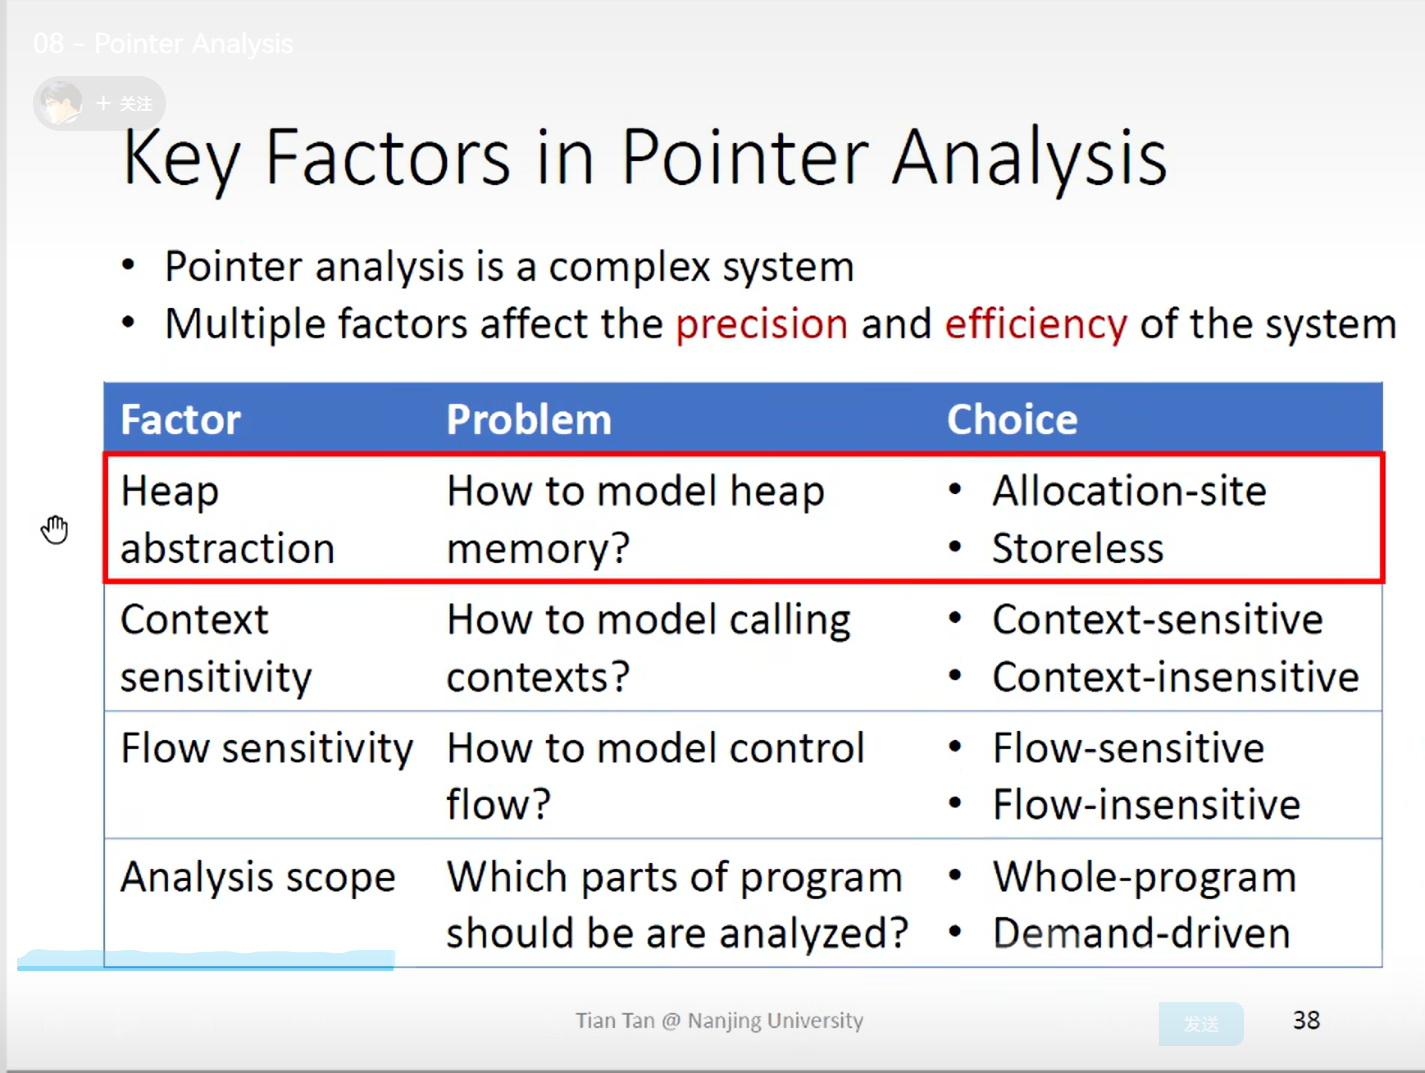 08 - Pointer Analysis
+ 关注
Key Factors in Pointer Analysis
• Pointer analysis is a complex system
• Multiple factors affect the precision and efficiency of the system
Factor Problem Choice
Heap How to model heap • Allocation-site
abstraction memory? • Storeless
Context How to model calling • Context-sensitive
sensitivity contexts? • Context-insensitive
Flow sensitivity How to model control • Flow-sensitive
flow? • Flow-insensitive
Analysis scope Which parts of program • Whole-program
should be are analyzed? • Demand-driven
Tian Tan @ Nanjing University
发送
38